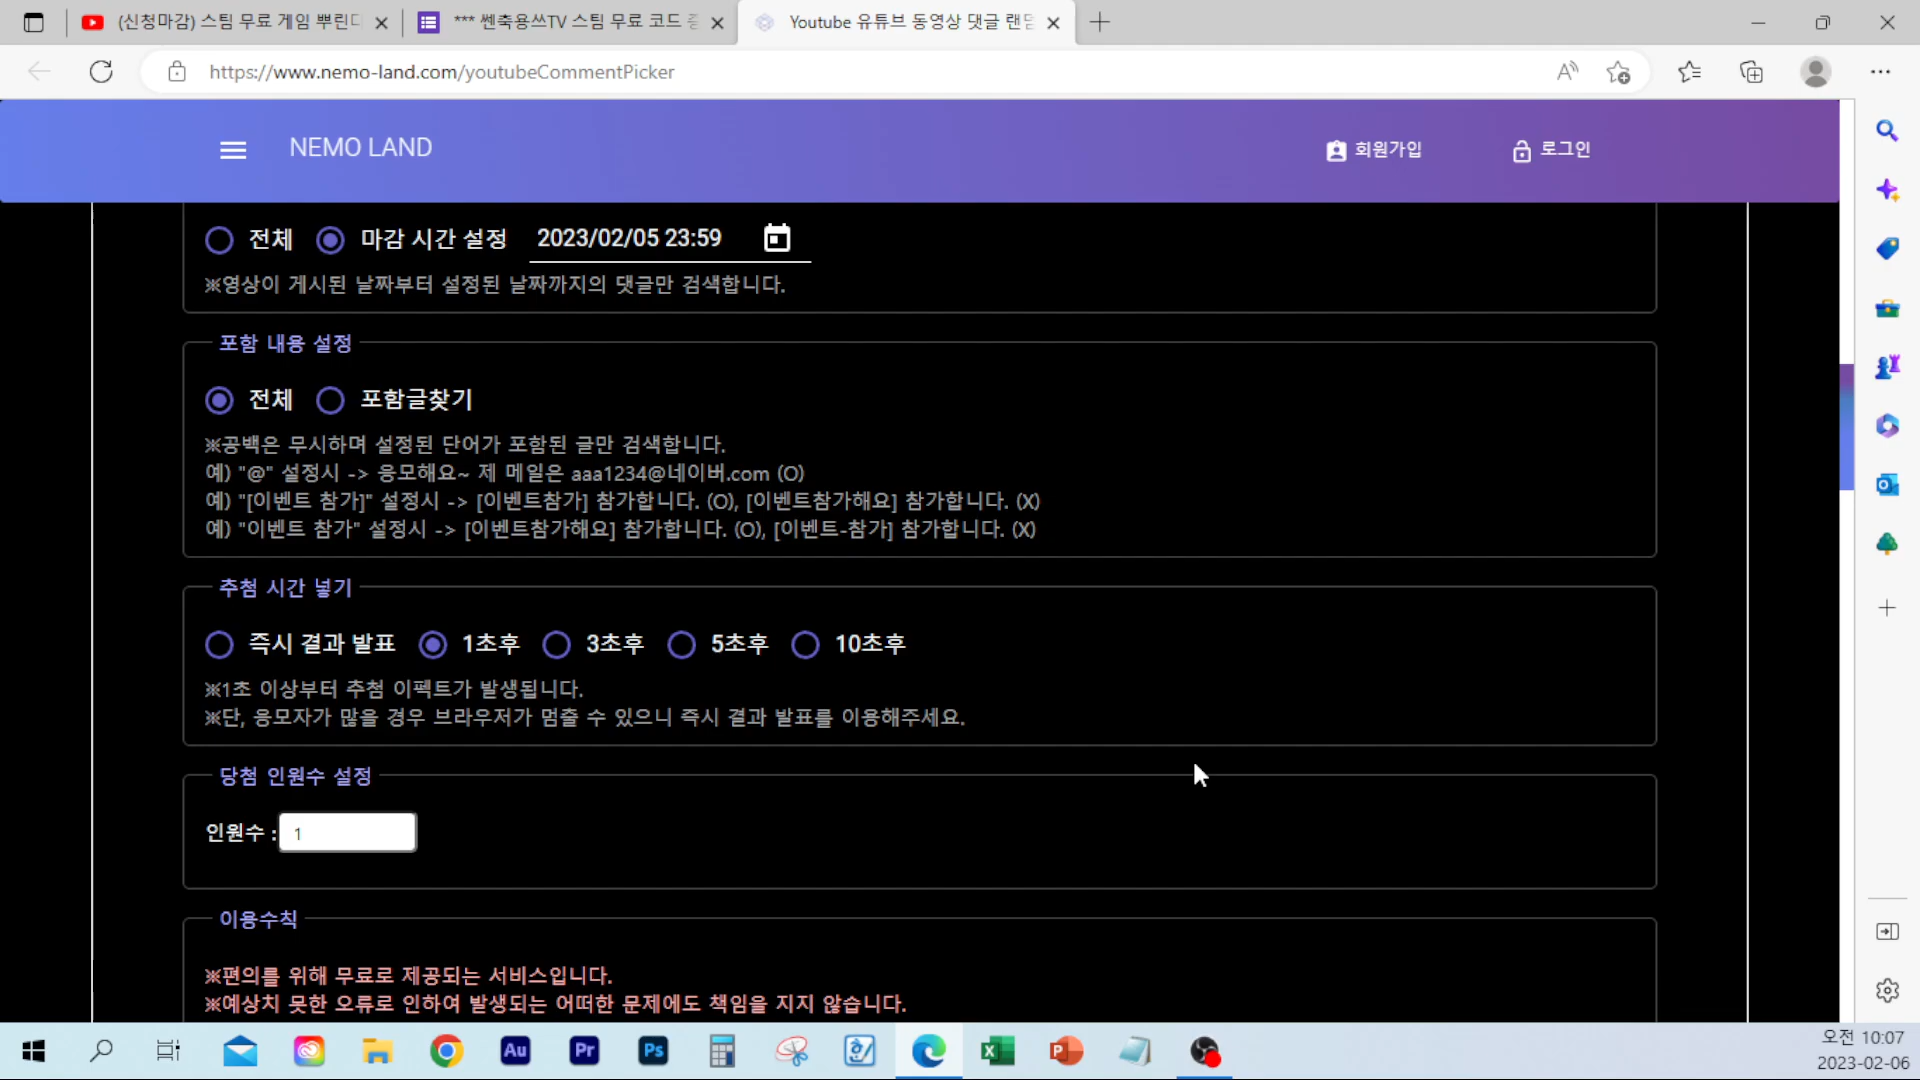 (신청마감) 스팀 무료 게임 뿌린다
*** 쎈축용쓰TV 스팀 무료 코드 증
Youtube 유튜브 동영상 댓글 랜덤
https://www.nemo-land.com/youtubeCommentPicker
NEMO LAND
회원가입
로그인
전체 마감 시간 설정 2023/02/05 23:59
※영상이 게시된 날짜부터 설정된 날짜까지의 댓글만 검색합니다.
포함 내용 설정
전체 포함글찾기
※공백은 무시하며 설정된 단어가 포함된 글만 검색합니다.
예) "@" 설정시 -> 응모해요~ 제 메일은 aaa1234@네이버.com (O)
예) "[이벤트 참가]" 설정시 -> [이벤트참가] 참가합니다. (O), [이벤트참가해요] 참가합니다. (X)
예) "이벤트 참가" 설정시 -> [이벤트참가해요] 참가합니다. (O), [이벤트-참가] 참가합니다. (X)
추첨 시간 넣기
즉시 결과 발표 1초후 3초후 5초후 10초후
※1초 이상부터 추첨 이펙트가 발생됩니다.
※단, 응모자가 많을 경우 브라우저가 멈출 수 있으니 즉시 결과 발표를 이용해주세요.
당첨 인원수 설정
인원수 : 1
이용수칙
※편의를 위해 무료로 제공되는 서비스입니다.
※예상치 못한 오류로 인하여 발생되는 어떠한 문제에도 책임을 지지 않습니다.
Au
Pr
Ps
오전 10:07
2023-02-06